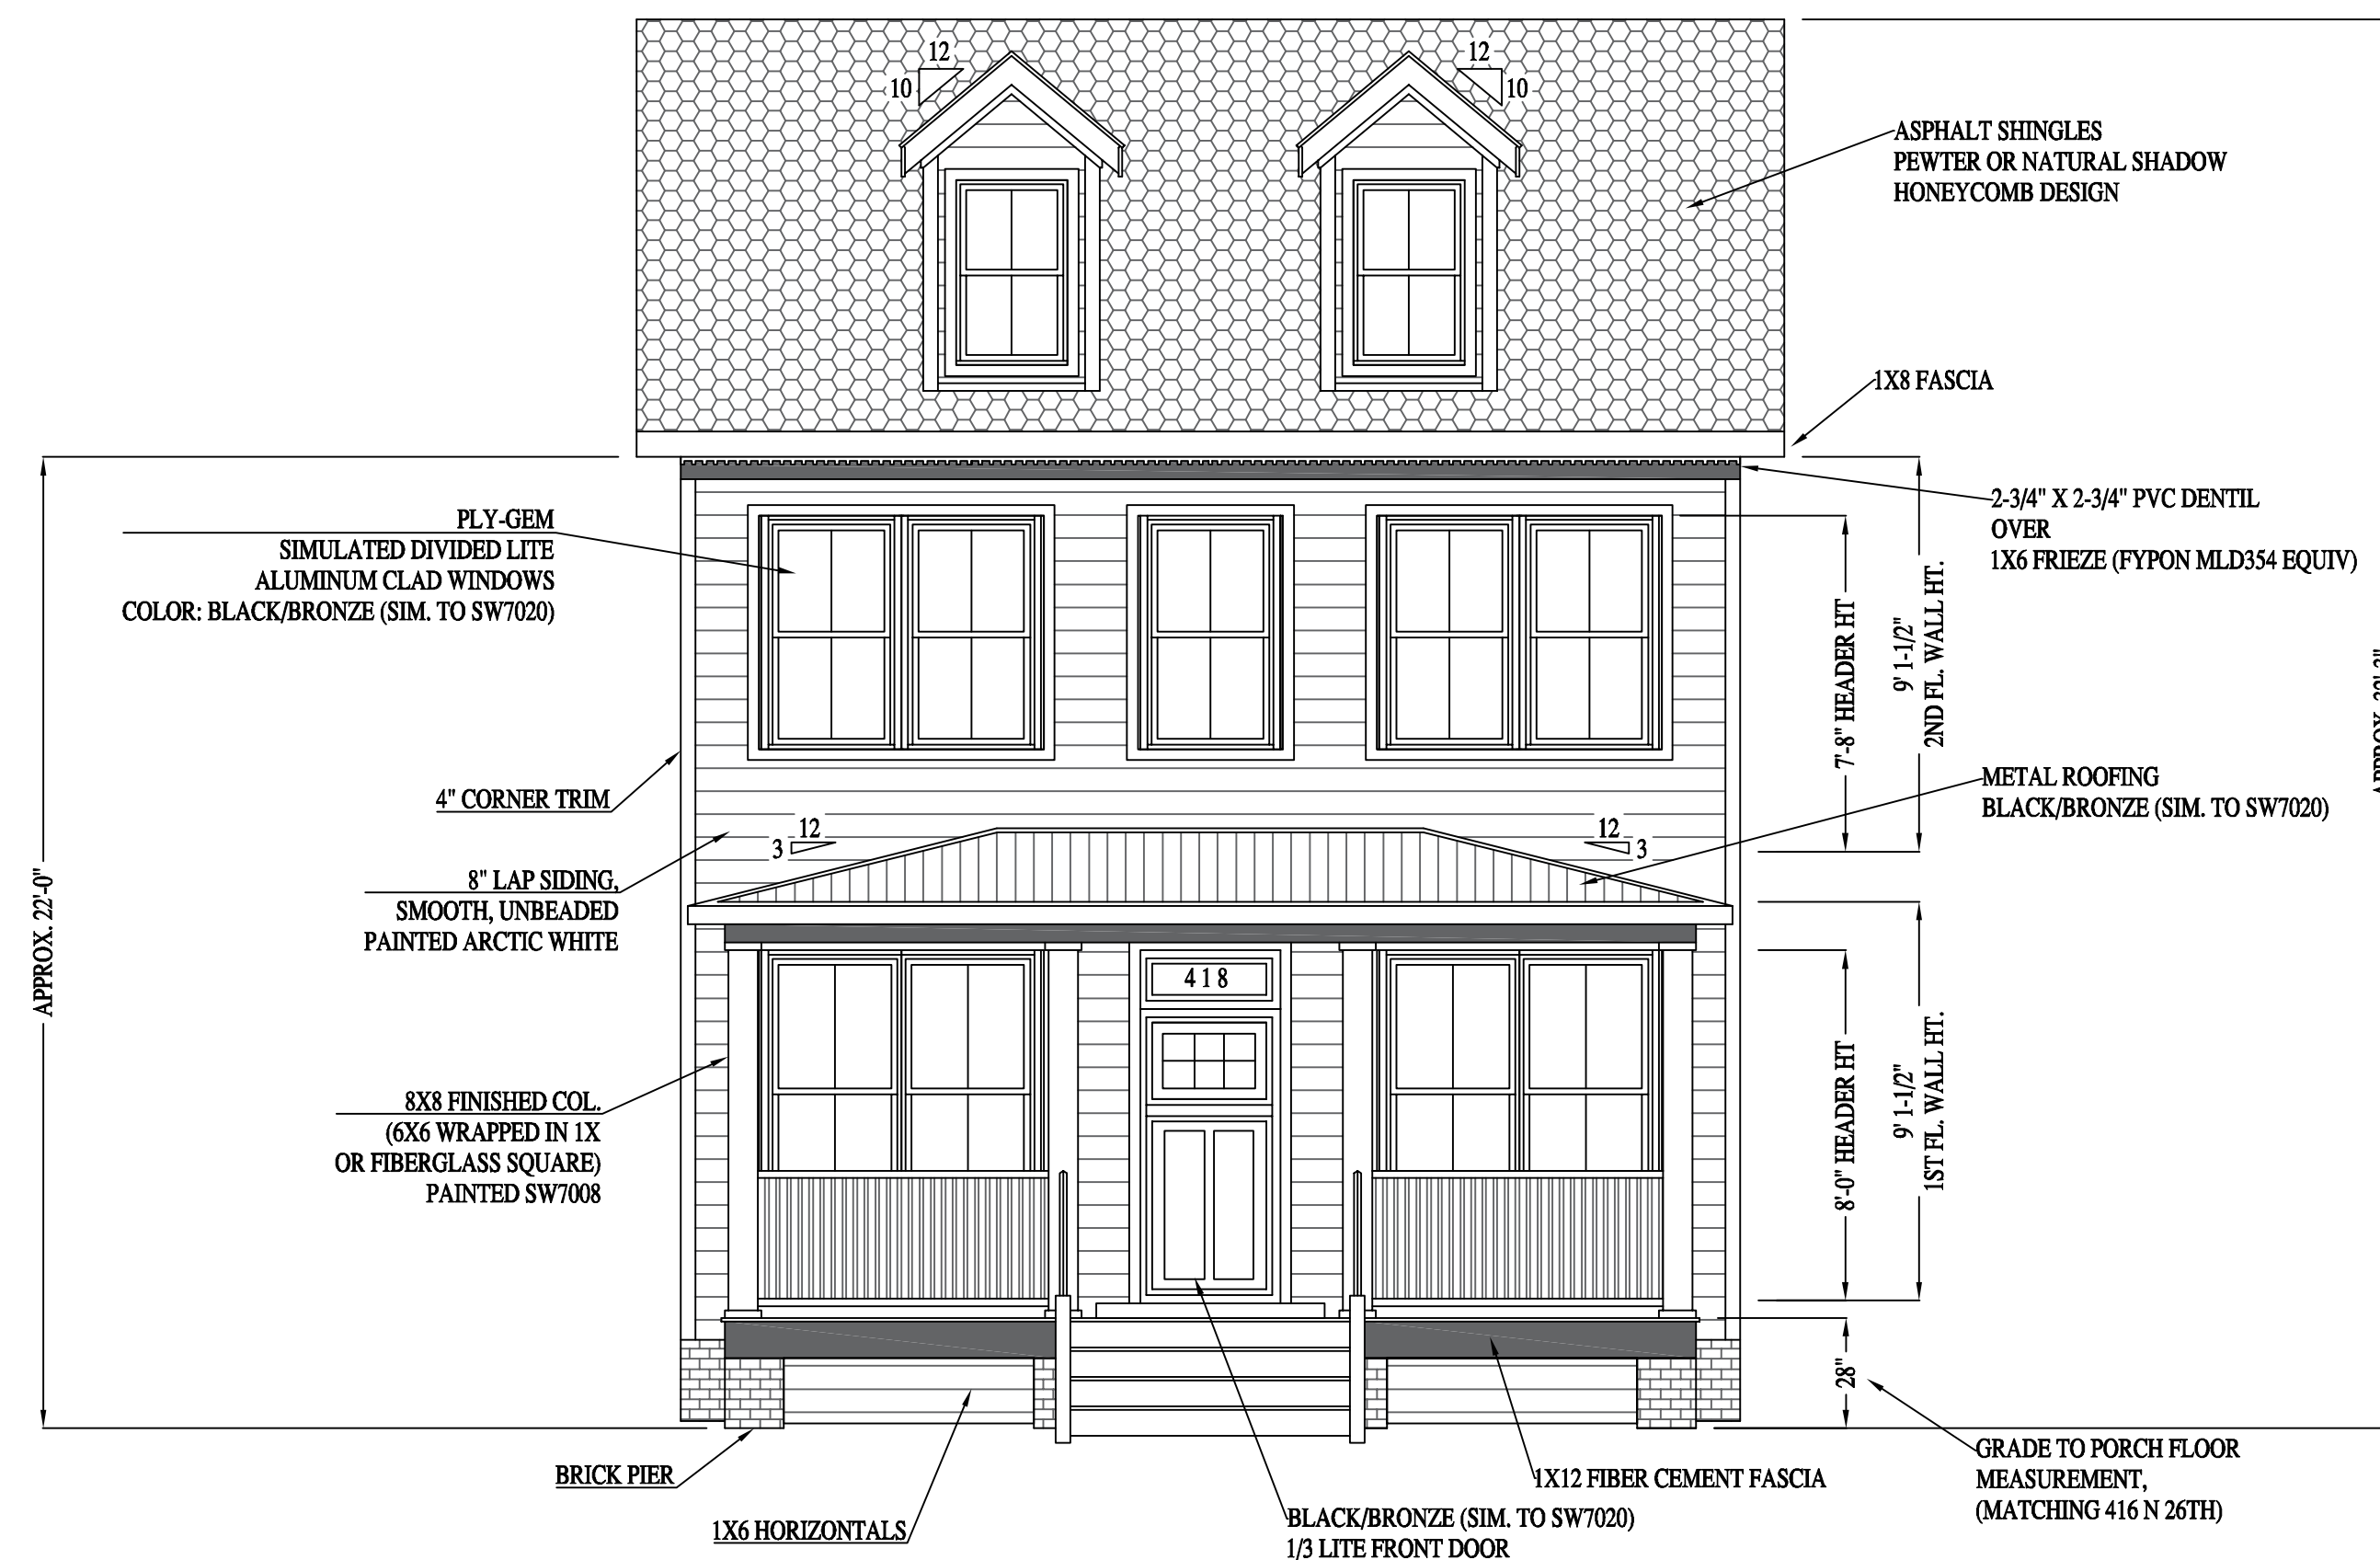 12
10
12
10
ASPHALT SHINGLES
PEWTER OR NATURAL SHADOW
HONEYCOMB DESIGN
1X8 FASCIA
2-3/4" X 2-3/4" PVC DENTIL
OVER
1X6 FRIEZE (FYPON MLD354 EQUIV)
PLY-GEM
SIMULATED DIVIDED LITE
ALUMINUM CLAD WINDOWS
COLOR: BLACK/BRONZE (SIM. TO SW7020)
7'-8" HEADER HT
9' 1-1/2"
2ND FL. WALL HT.
4" CORNER TRIM
METAL ROOFING
BLACK/BRONZE (SIM. TO SW7020)
12
3
12
3
8" LAP SIDING,
SMOOTH, UNBEADED
PAINTED ARCTIC WHITE
APPROX. 22'-0"
418
8X8 FINISHED COL.
(6X6 WRAPPED IN 1X
OR FIBERGLASS SQUARE)
PAINTED SW7008
8'-0" HEADER HT
9' 1-1/2"
1ST FL. WALL HT.
28"
GRADE TO PORCH FLOOR
MEASUREMENT,
(MATCHING 416 N 26TH)
BRICK PIER
1X6 HORIZONTALS
1X12 FIBER CEMENT FASCIA
BLACK/BRONZE (SIM. TO SW7020)
1/3 LITE FRONT DOOR